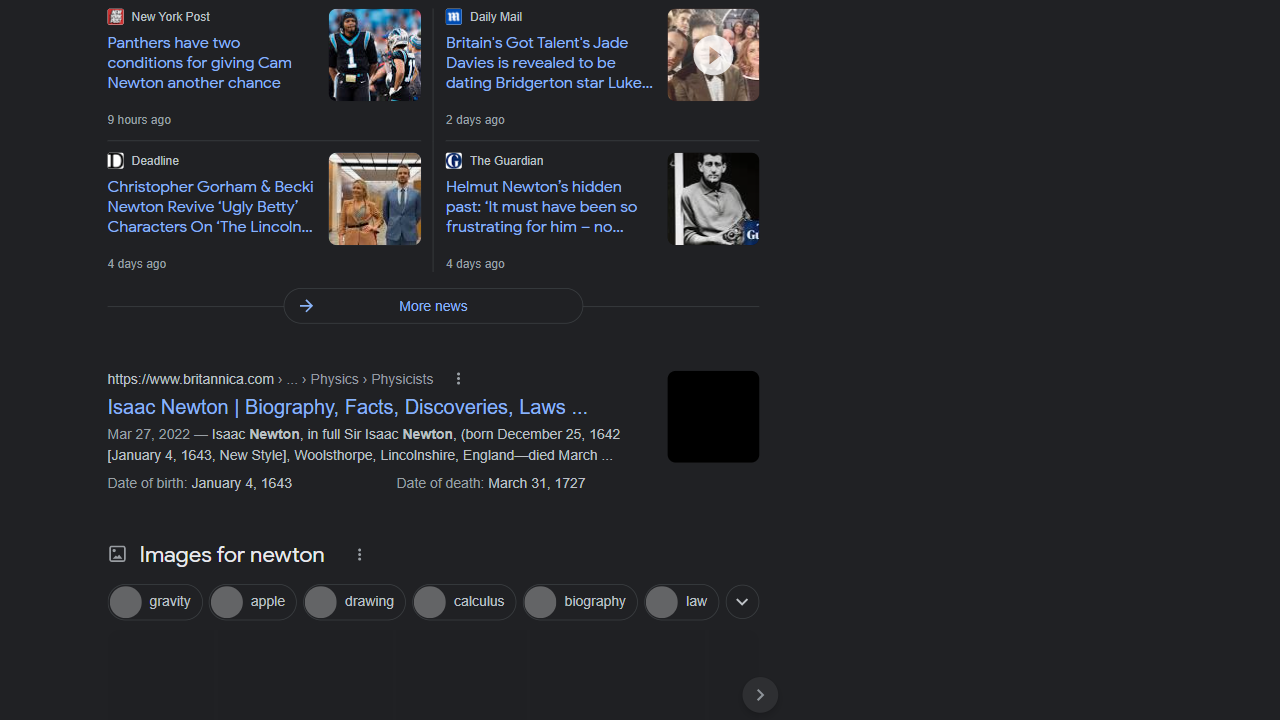 New York Post
Panthers have two
conditions for giving Cam
Newton another chance
9 hours ago
Daily Mail
Britain's Got Talent's Jade
Davies is revealed to be
dating Bridgerton star Luke...
2 days ago
Deadline
Christopher Gorham & Becki
Newton Revive ‘Ugly Betty’
Characters On ‘The Lincoln...
4 days ago
The Guardian
Helmut Newton’s hidden
past: ‘It must have been so
frustrating for him – no...
4 days ago
More news
https://www.britannica.com › ... › Physics › Physicists
Isaac Newton | Biography, Facts, Discoveries, Laws ...
Mar 27, 2022 — Isaac Newton, in full Sir Isaac Newton, (born December 25, 1642
[January 4, 1643, New Style], Woolsthorpe, Lincolnshire, England—died March ...
Date of birth: January 4, 1643
Date of death: March 31, 1727
Images for newton
gravity
apple
drawing
calculus
biography
law